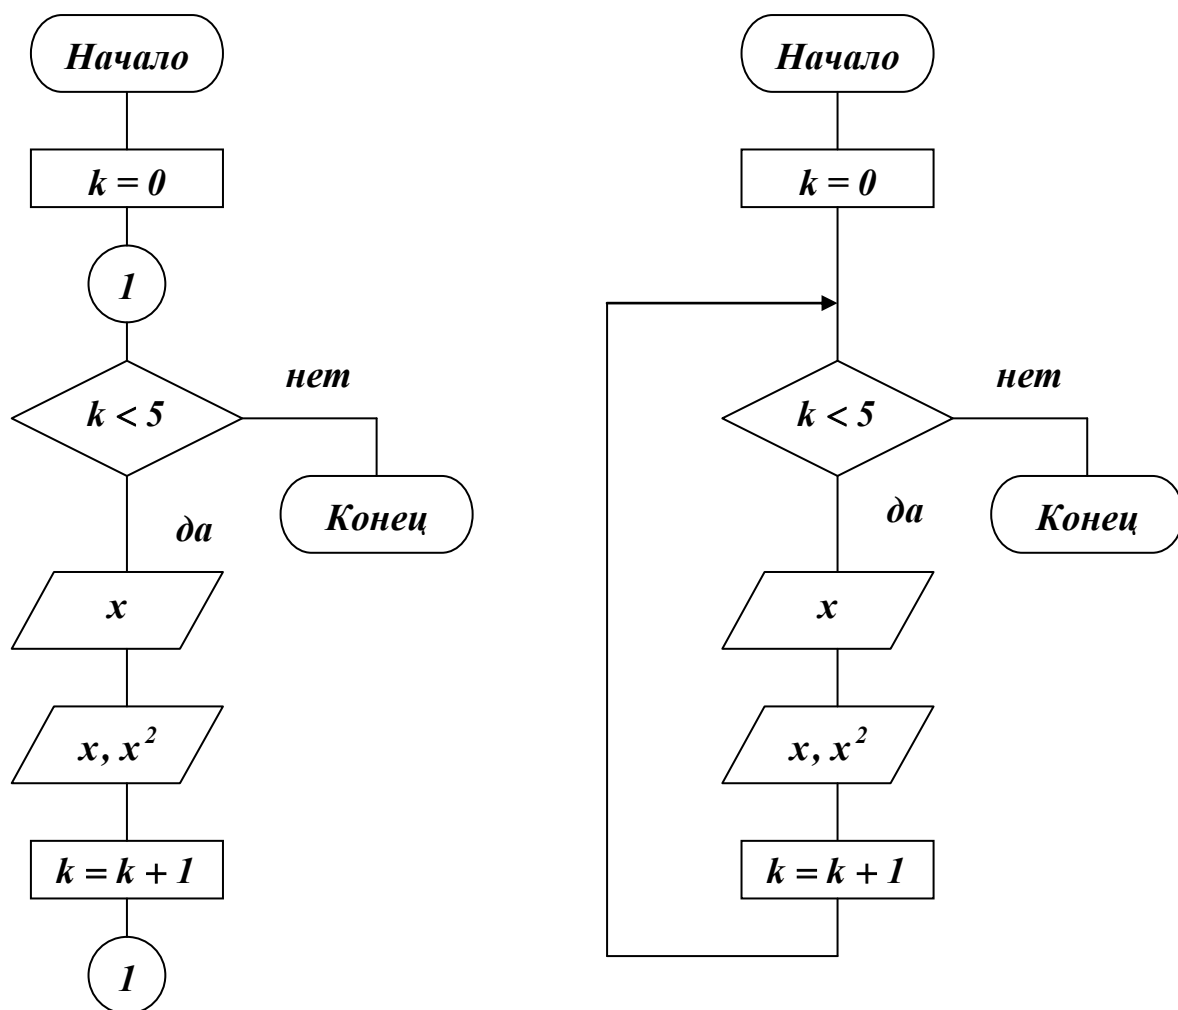 Начало
k = 0
1
k < 5
нет
Конец
да
x
x, x²
k = k + 1
1
Начало
k = 0
k < 5
нет
Конец
да
x
x, x²
k = k + 1